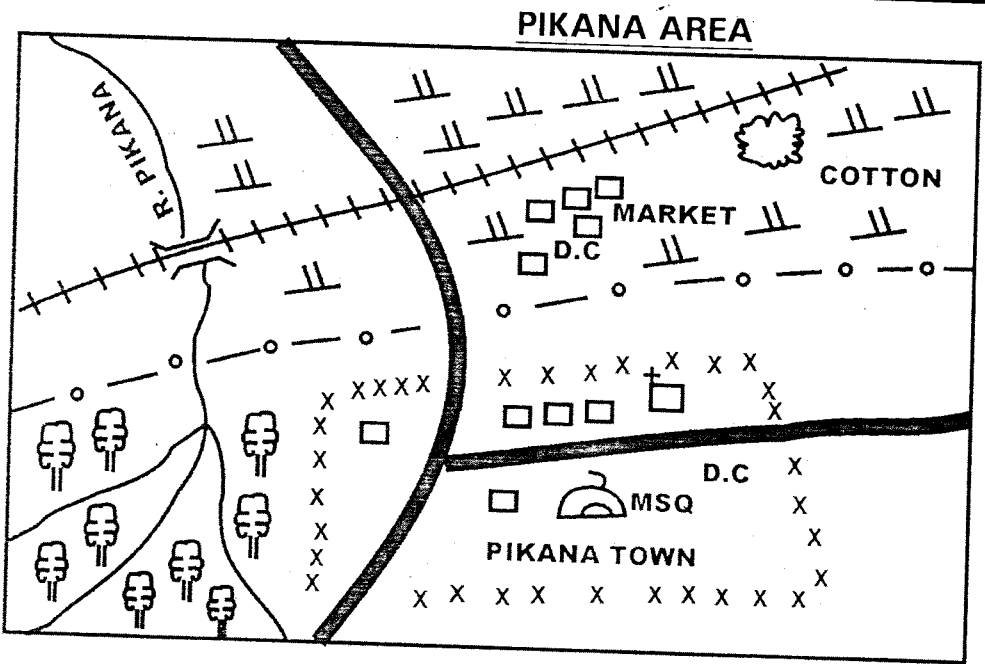 PIKANA AREA
R. PIKANA
COTTON
MARKET
D.C
D.C
MSQ
PIKANA TOWN